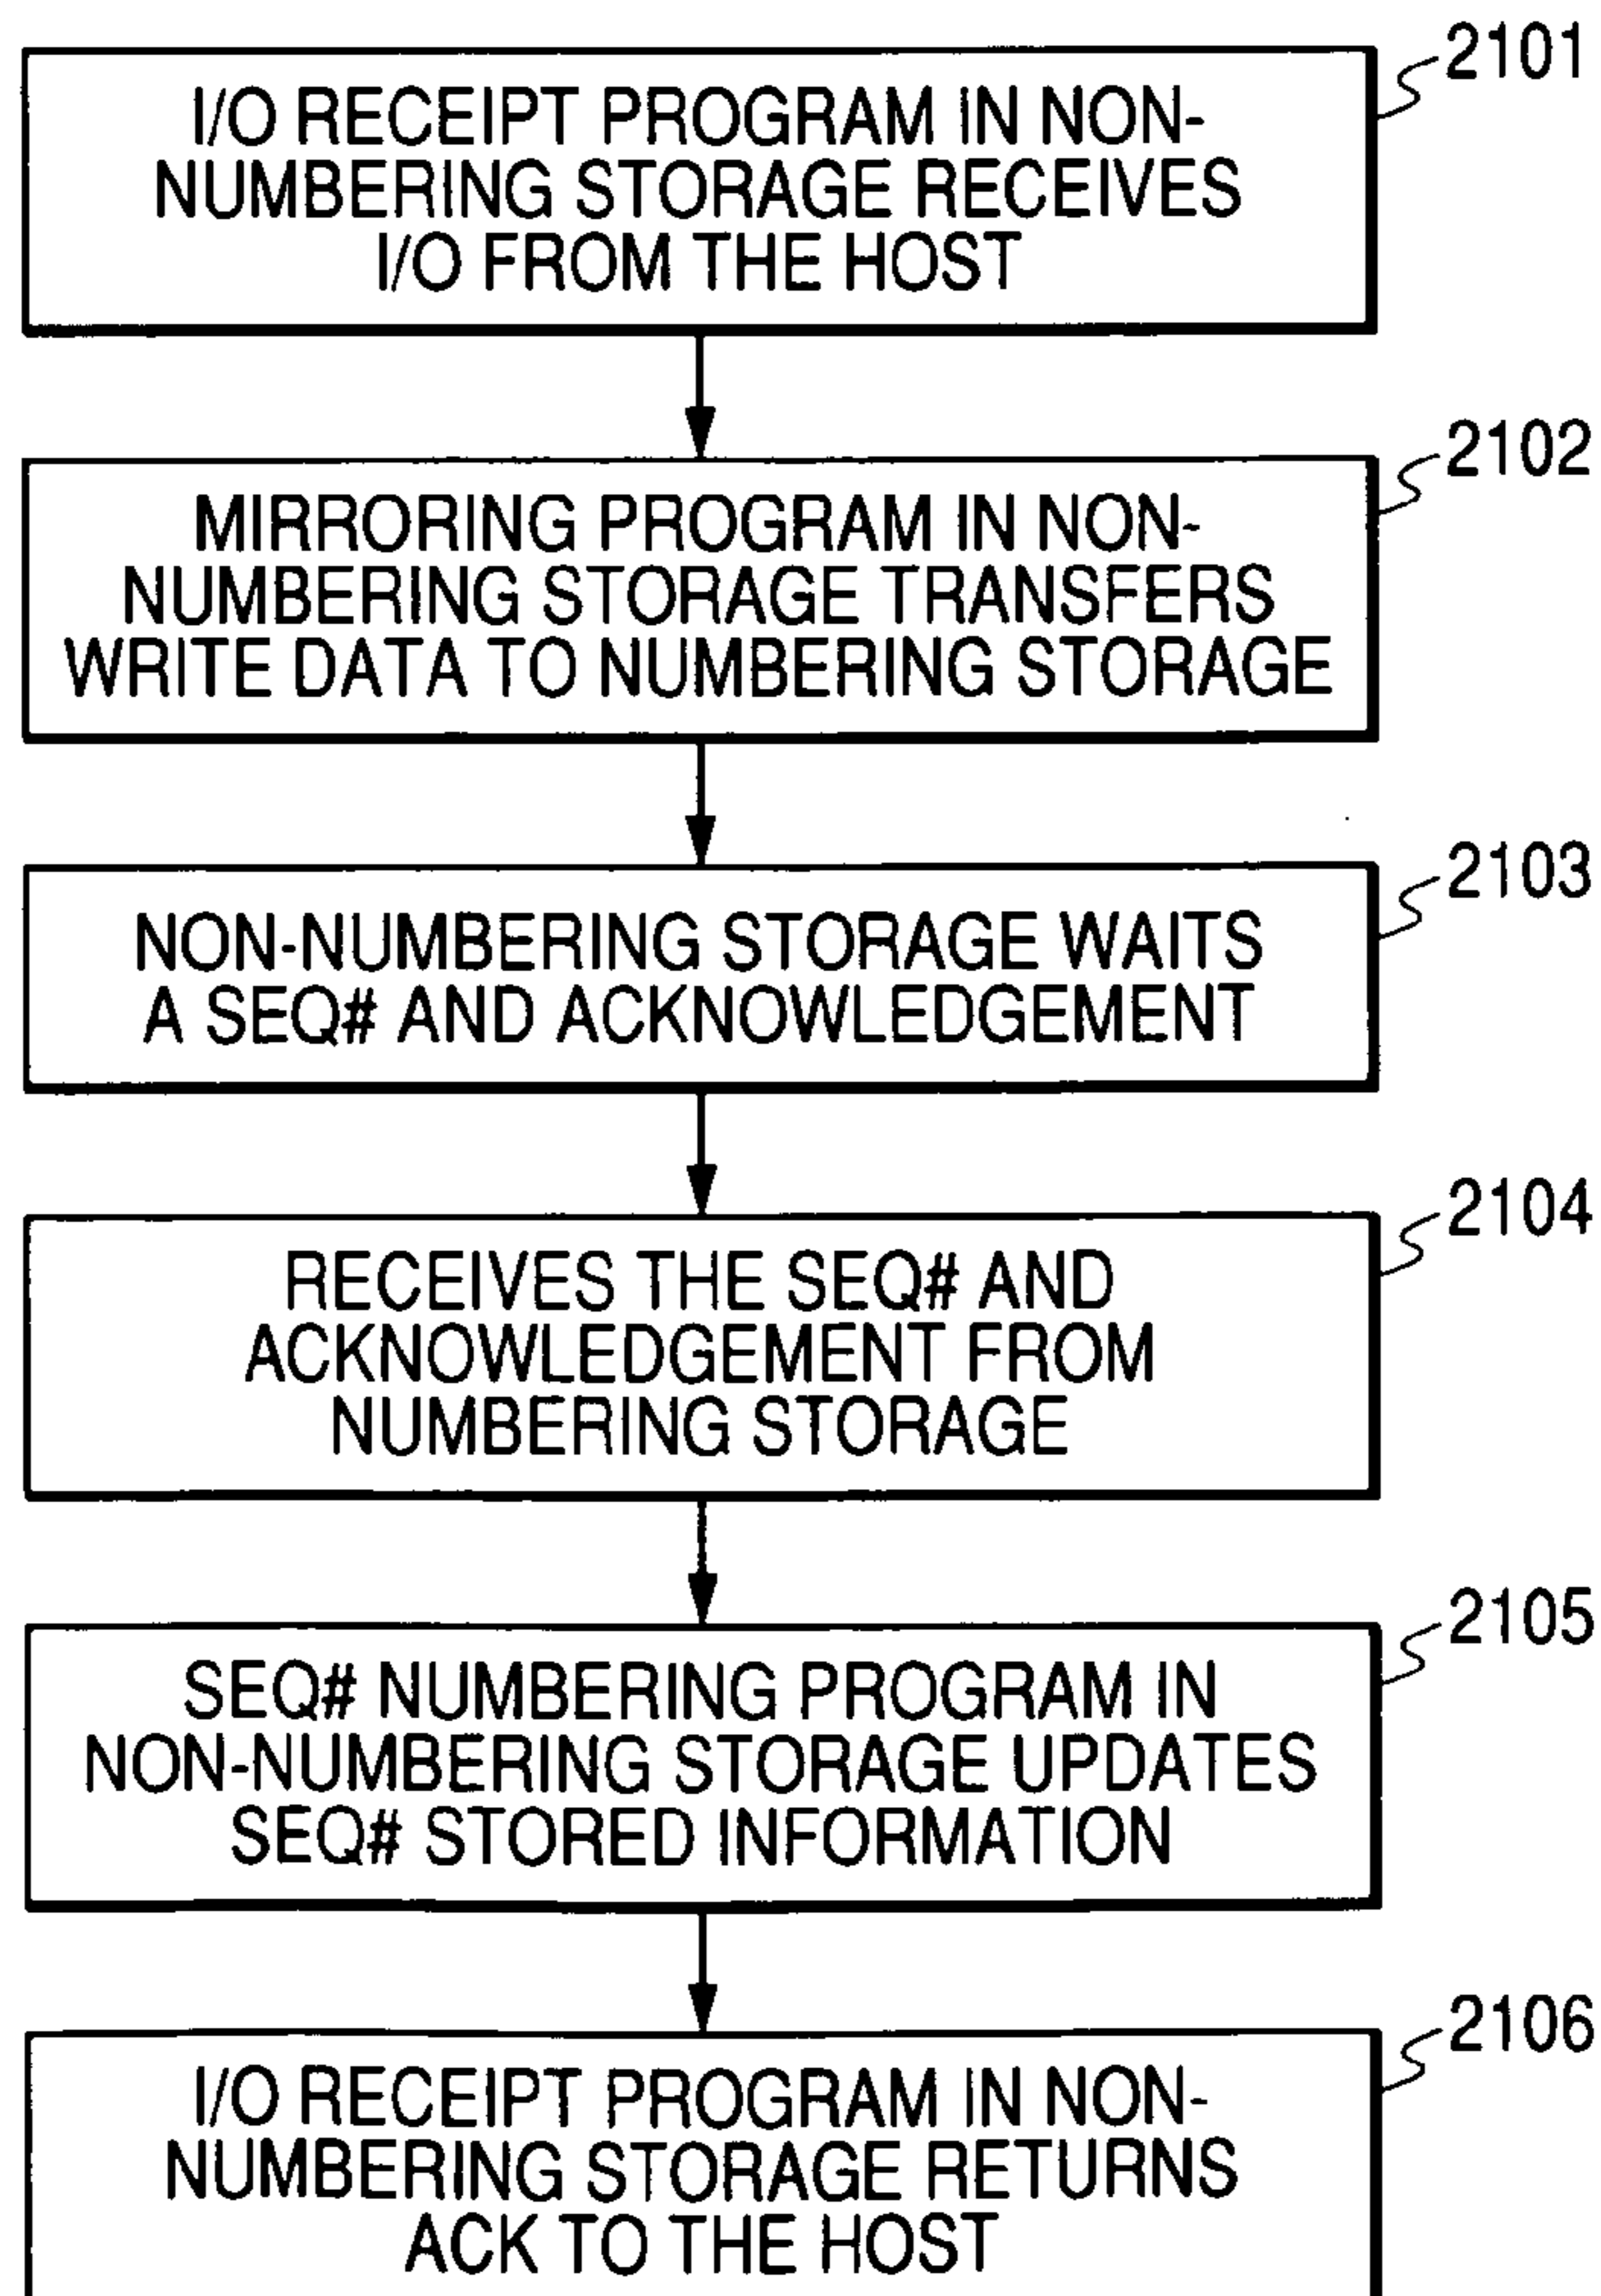 2101
I/O RECEIPT PROGRAM IN NON-
NUMBERING STORAGE RECEIVES
I/O FROM THE HOST
2102
MIRRORING PROGRAM IN NON-
NUMBERING STORAGE TRANSFERS
WRITE DATA TO NUMBERING STORAGE
2103
NON-NUMBERING STORAGE WAITS
A SEQ# AND ACKNOWLEDGEMENT
2104
RECEIVES THE SEQ# AND
ACKNOWLEDGEMENT FROM
NUMBERING STORAGE
2105
SEQ# NUMBERING PROGRAM IN
NON-NUMBERING STORAGE UPDATES
SEQ# STORED INFORMATION
2106
I/O RECEIPT PROGRAM IN NON-
NUMBERING STORAGE RETURNS
ACK TO THE HOST